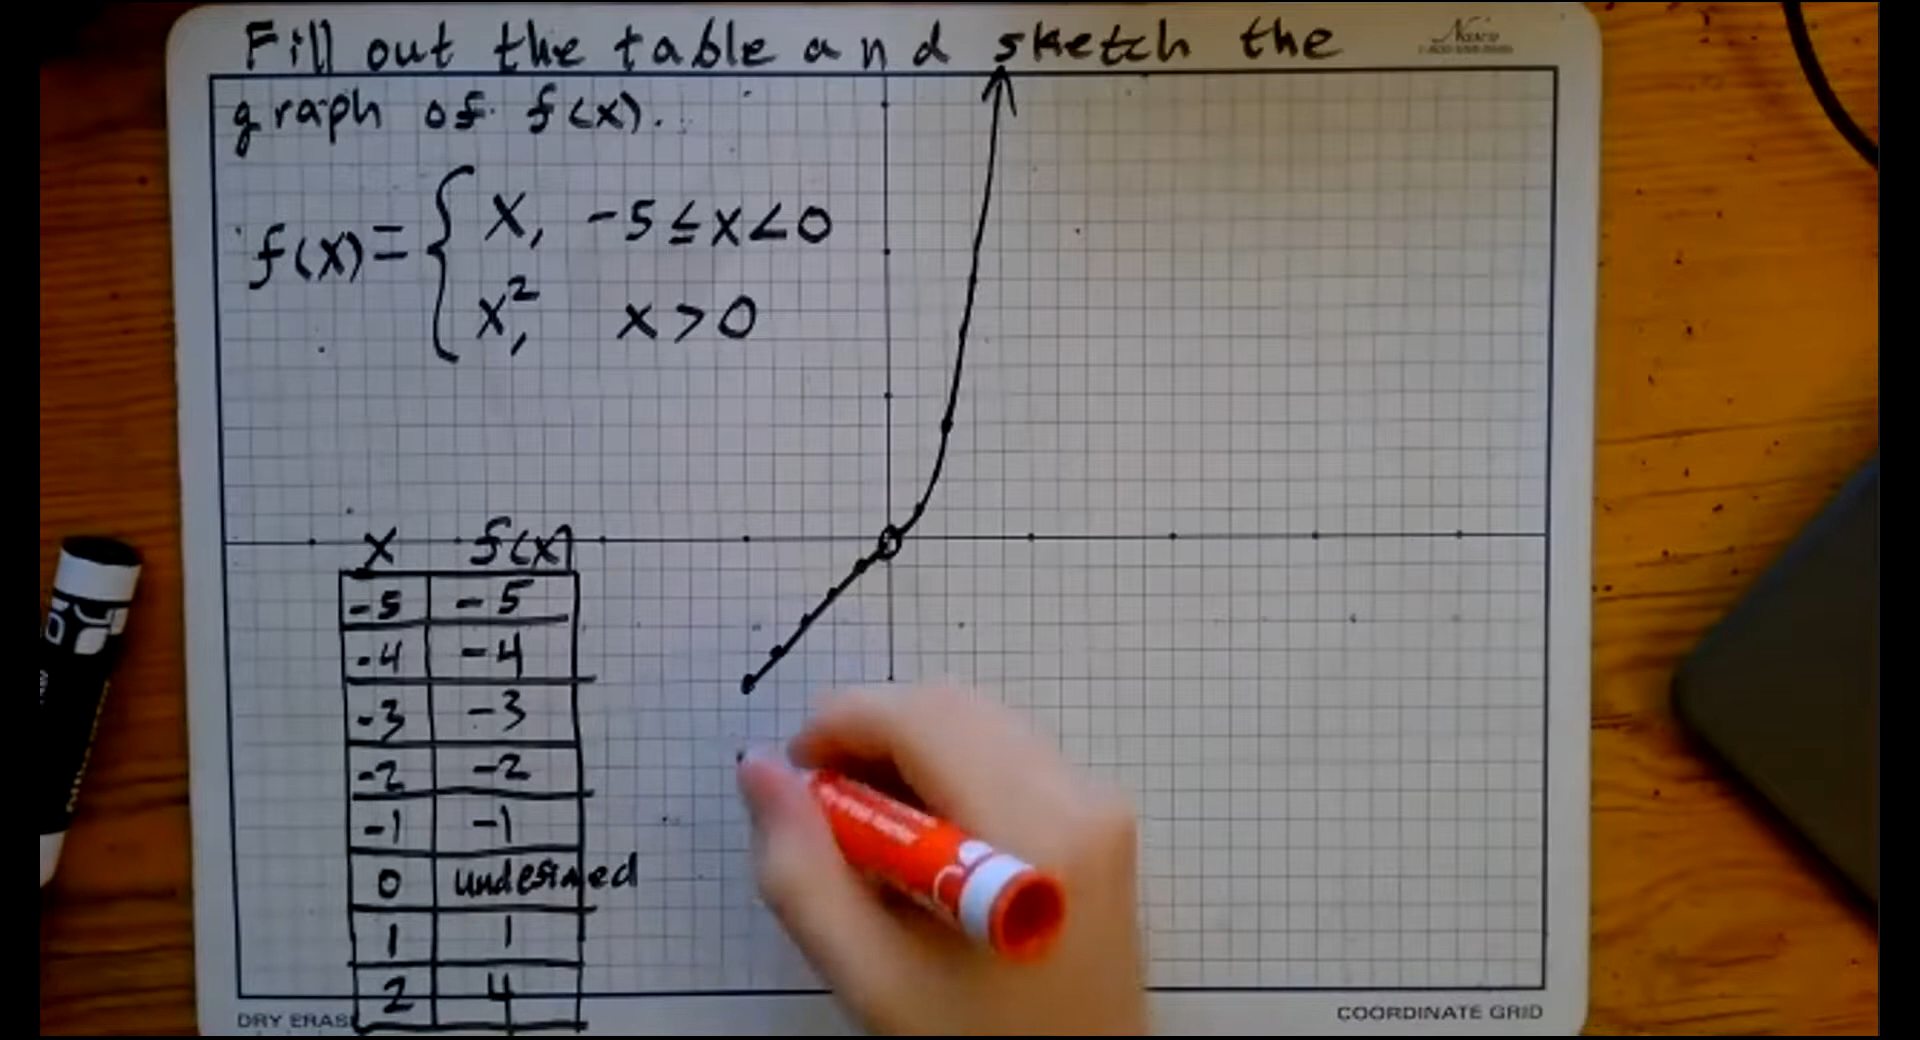 Fill out the table and sketch the
graph of f(x).
f(x) = { x, -5 ≤ x < 0
x², x > 0
x f(x)
-5 -5
-4 -4
-3 -3
-2 -2
-1 -1
0 undefined
1 1
2 4
DRY ERAS
COORDINATE GRID